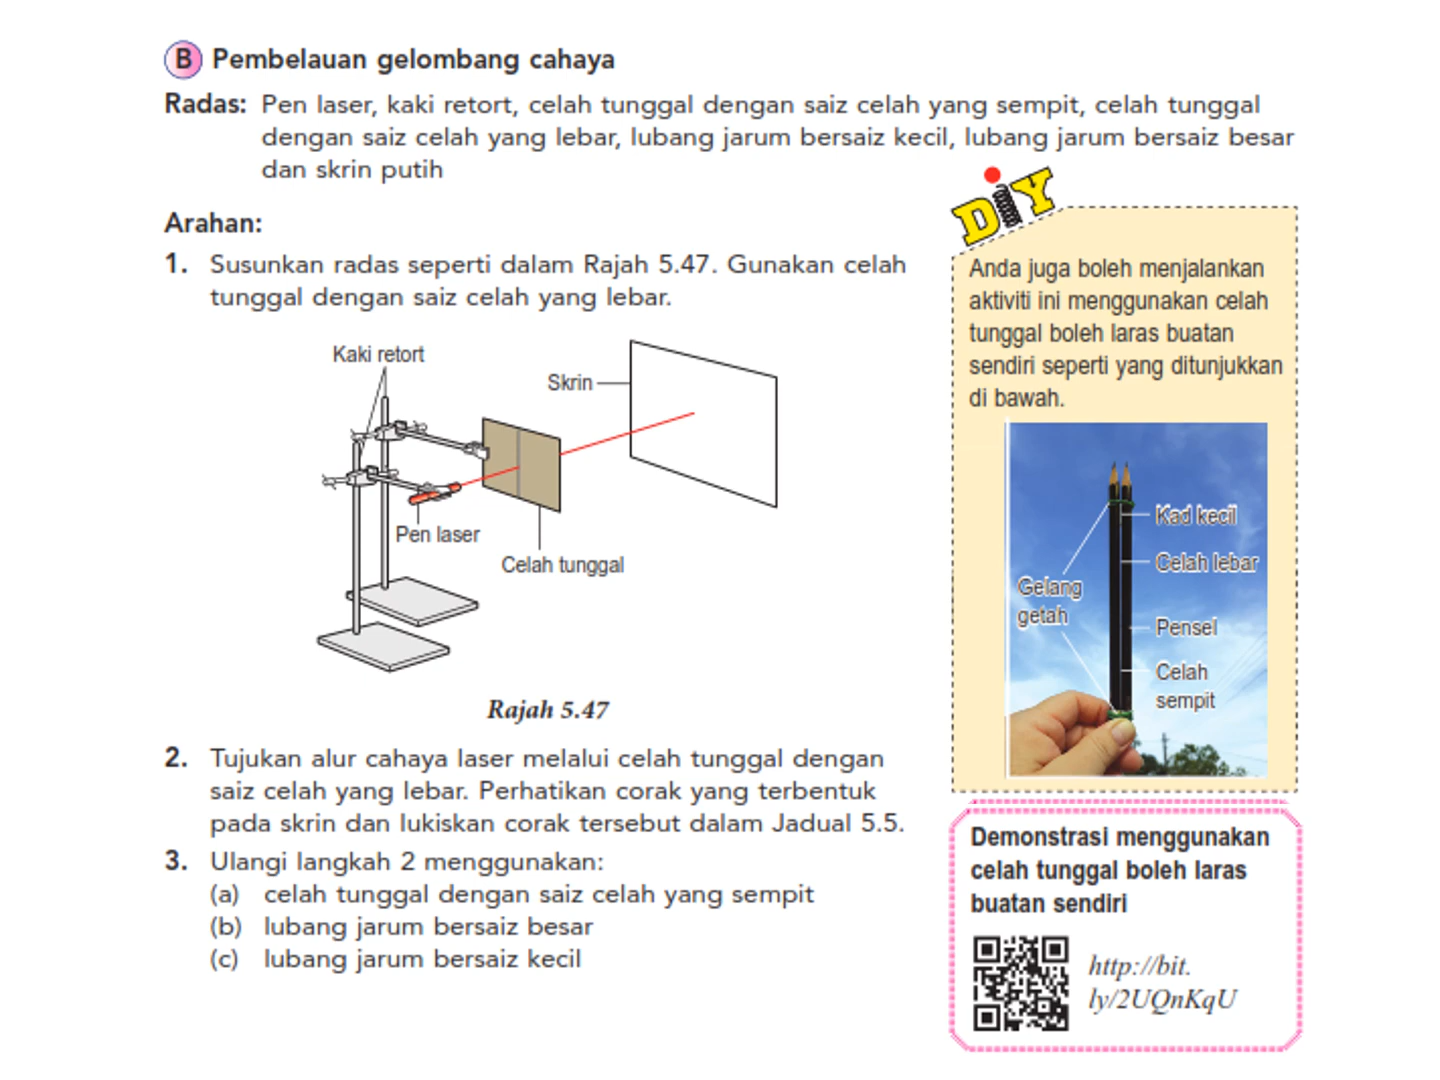 B Pembelauan gelombang cahaya
Radas: Pen laser, kaki retort, celah tunggal dengan saiz celah yang sempit, celah tunggal
dengan saiz celah yang lebar, lubang jarum bersaiz kecil, lubang jarum bersaiz besar
dan skrin putih
Arahan:
1. Susunkan radas seperti dalam Rajah 5.47. Gunakan celah
tunggal dengan saiz celah yang lebar.
Kaki retort
Skrin
Pen laser
Celah tunggal
Rajah 5.47
2. Tujukan alur cahaya laser melalui celah tunggal dengan
saiz celah yang lebar. Perhatikan corak yang terbentuk
pada skrin dan lukiskan corak tersebut dalam Jadual 5.5.
3. Ulangi langkah 2 menggunakan:
(a) celah tunggal dengan saiz celah yang sempit
(b) lubang jarum bersaiz besar
(c) lubang jarum bersaiz kecil
DiY
Anda juga boleh menjalankan
aktiviti ini menggunakan celah
tunggal boleh laras buatan
sendiri seperti yang ditunjukkan
di bawah.
Kad kecil
Celah lebar
Gelang
getah
Pensel
Celah
sempit
Demonstrasi menggunakan
celah tunggal boleh laras
buatan sendiri
http://bit.
ly/2UQnKqU